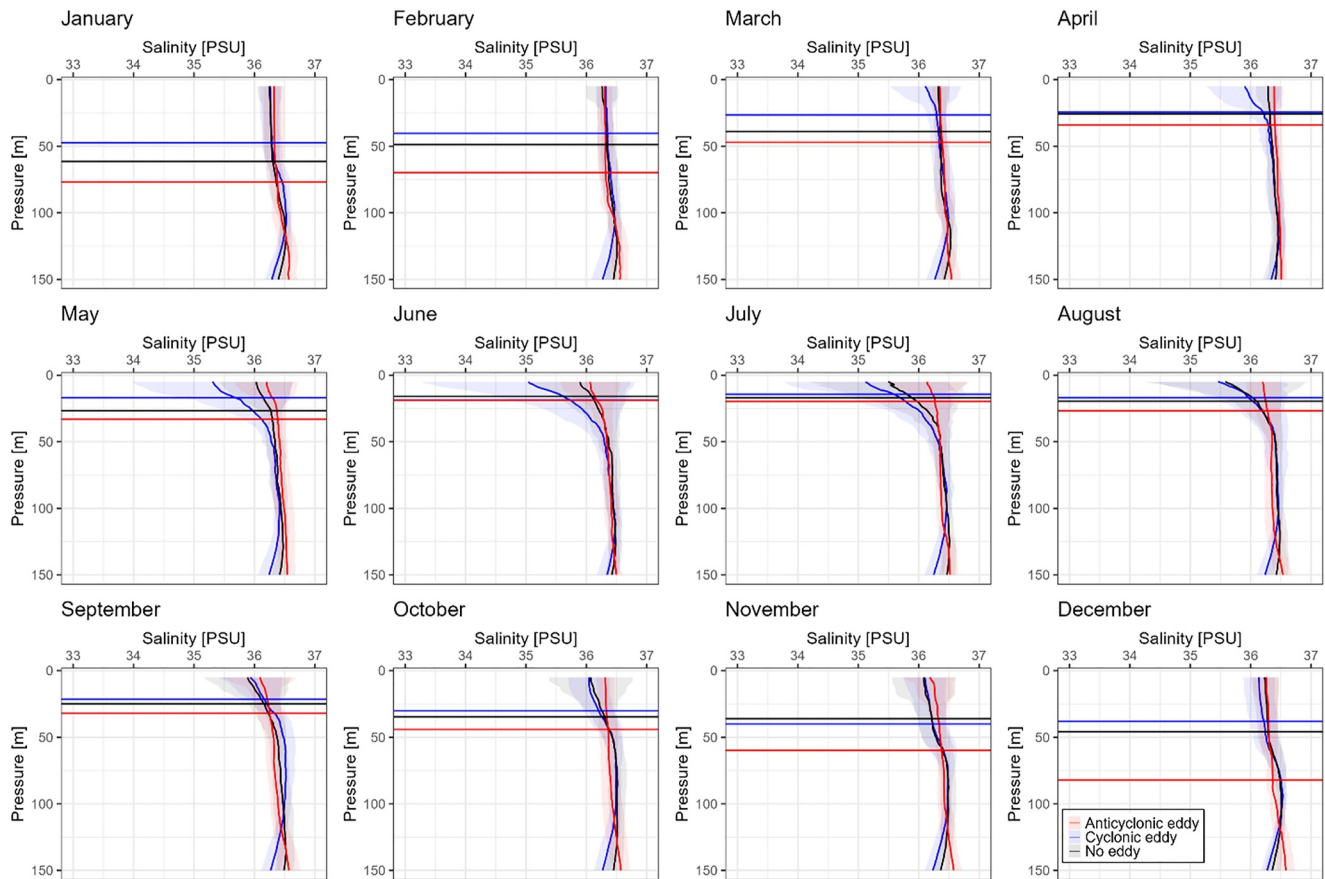 January
February
March
April
Salinity [PSU]
Salinity [PSU]
Salinity [PSU]
Salinity [PSU]
33 34 35 36 37
33 34 35 36 37
33 34 35 36 37
33 34 35 36 37
Pressure [m]
0
50
100
150
Pressure [m]
0
50
100
150
Pressure [m]
0
50
100
150
Pressure [m]
0
50
100
150
May
June
July
August
Salinity [PSU]
Salinity [PSU]
Salinity [PSU]
Salinity [PSU]
33 34 35 36 37
33 34 35 36 37
33 34 35 36 37
33 34 35 36 37
Pressure [m]
0
50
100
150
Pressure [m]
0
50
100
150
Pressure [m]
0
50
100
150
Pressure [m]
0
50
100
150
September
October
November
December
Salinity [PSU]
Salinity [PSU]
Salinity [PSU]
Salinity [PSU]
33 34 35 36 37
33 34 35 36 37
33 34 35 36 37
33 34 35 36 37
Pressure [m]
0
50
100
150
Pressure [m]
0
50
100
150
Pressure [m]
0
50
100
150
Pressure [m]
0
50
100
150
Anticyclonic eddy
Cyclonic eddy
No eddy